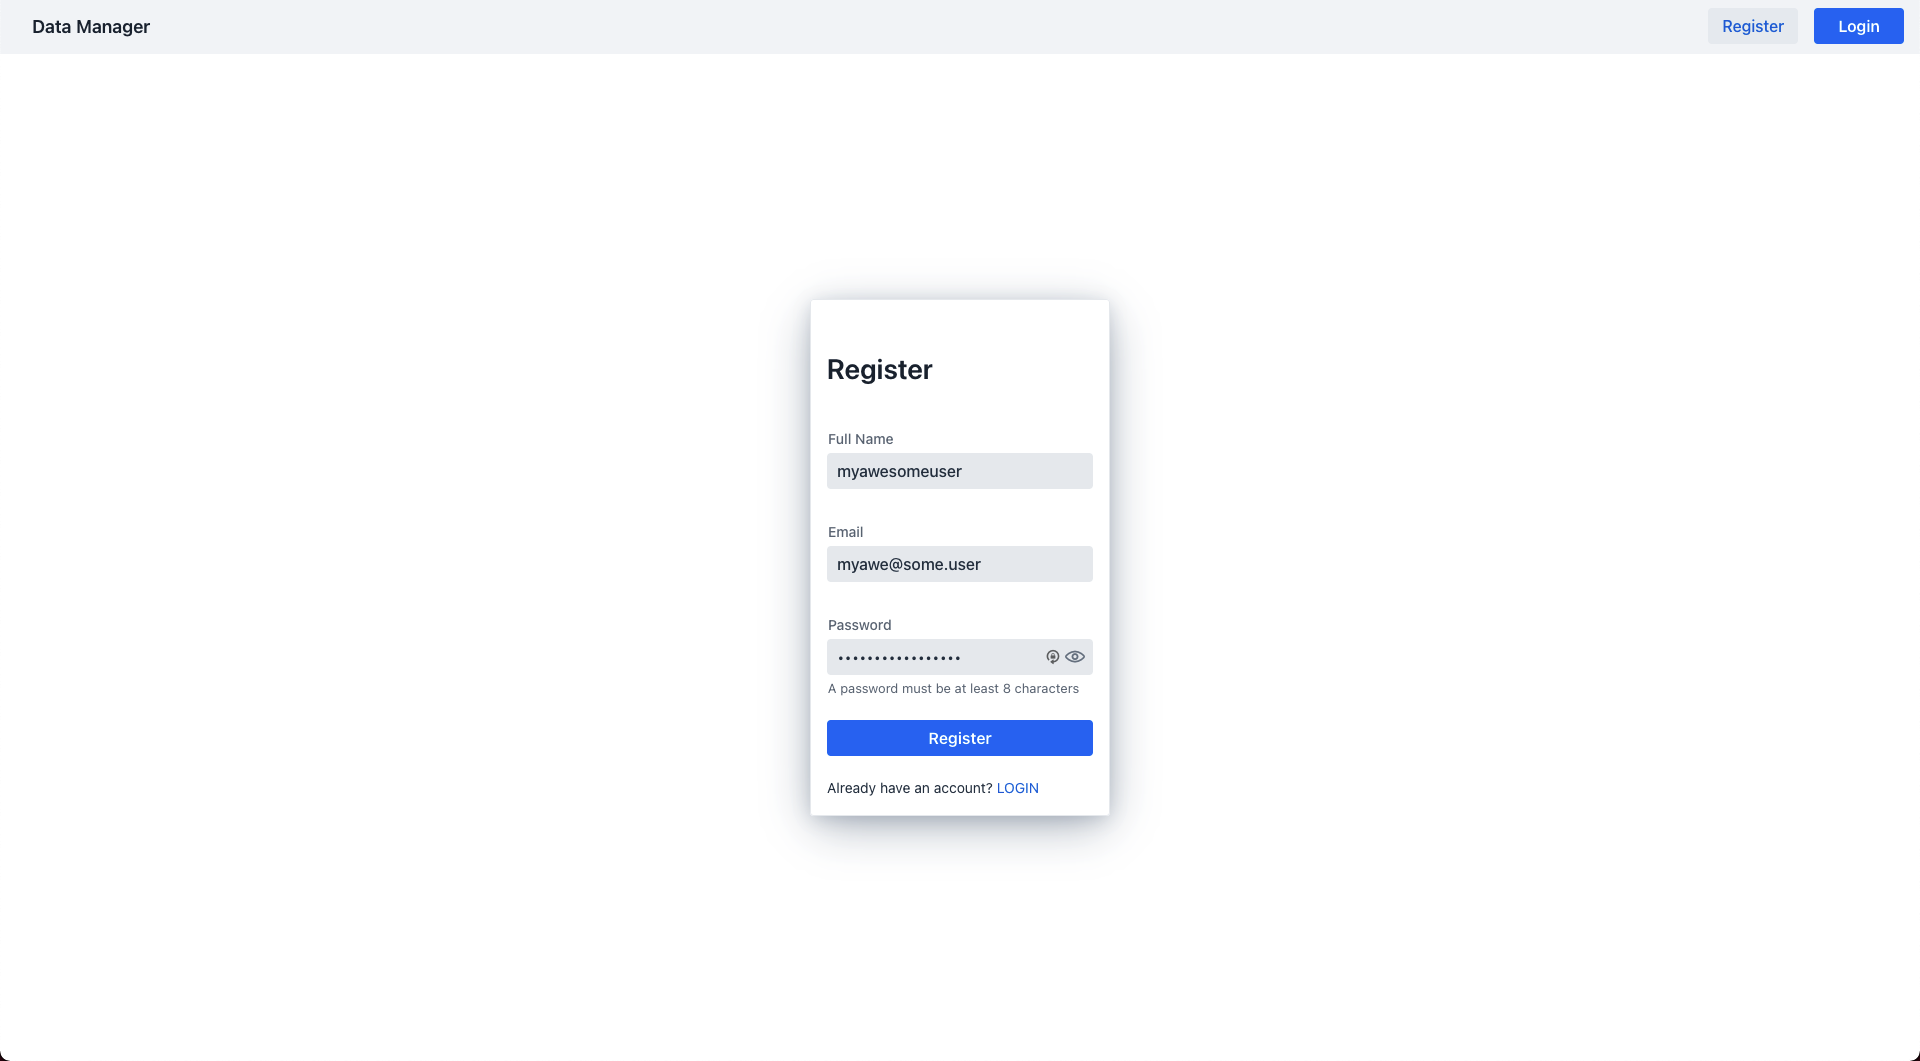 Data Manager
Register
Login
Register
Full Name
myawesomeuser
Email
myawe@some.user
Password
•••••••••••••••••
A password must be at least 8 characters
Register
Already have an account? LOGIN